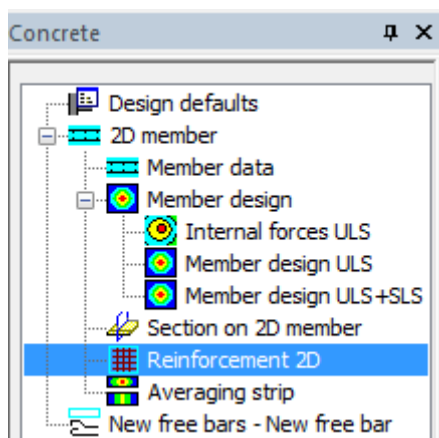 Concrete
Design defaults
2D member
Member data
Member design
Internal forces ULS
Member design ULS
Member design ULS+SLS
Section on 2D member
Reinforcement 2D
Averaging strip
New free bars - New free bar